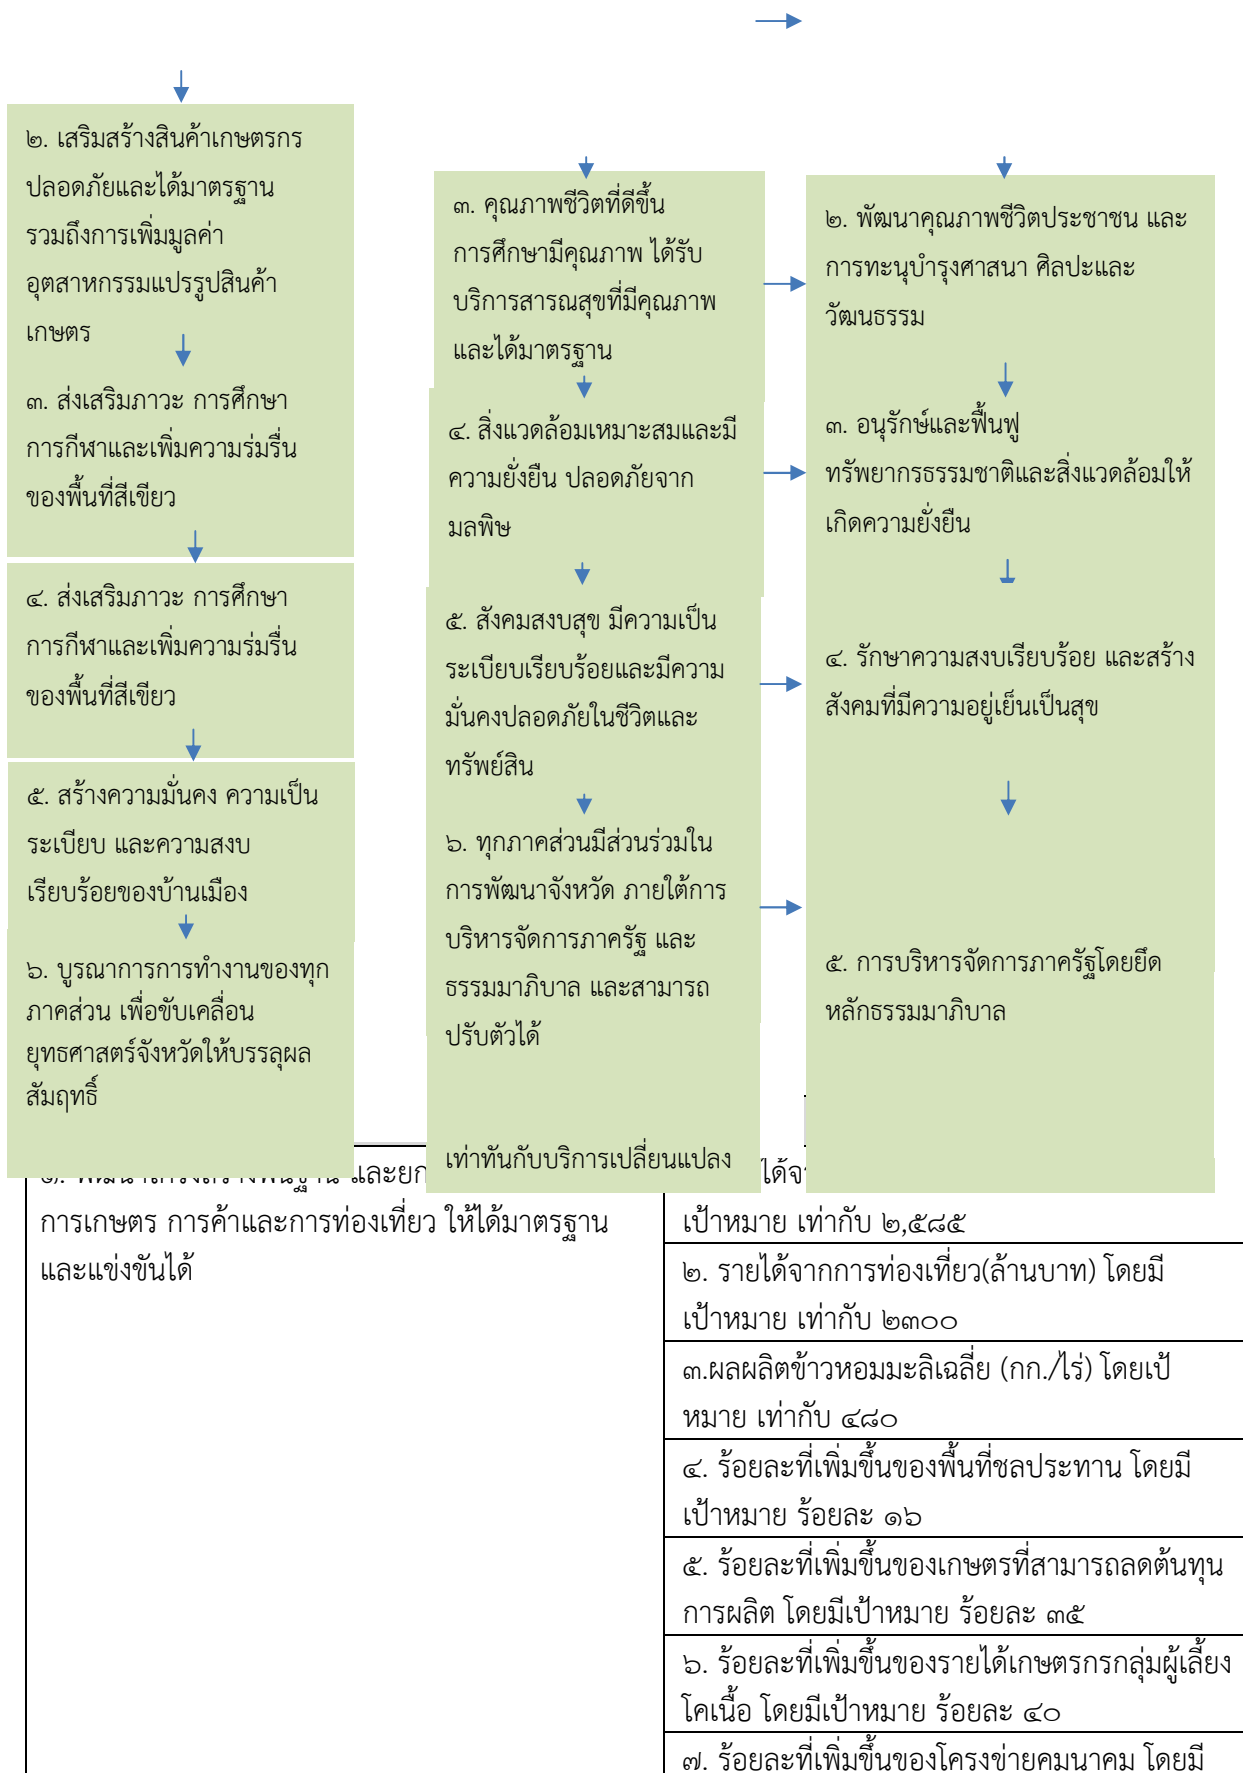 ๒. เสริมสร้างสินค้าเกษตรกร
ปลอดภัยและได้มาตรฐาน
รวมถึงการเพิ่มมูลค่า
อุตสาหกรรมแปรรูปสินค้า
เกษตร
๓. ส่งเสริมภาวะ การศึกษา
การกีฬาและเพิ่มความร่มรื่น
ของพื้นที่สีเขียว
๔. ส่งเสริมภาวะ การศึกษา
การกีฬาและเพิ่มความร่มรื่น
ของพื้นที่สีเขียว
๕. สร้างความมั่นคง ความเป็น
ระเบียบ และความสงบ
เรียบร้อยของบ้านเมือง
๖. บูรณาการการทำงานของทุก
ภาคส่วน เพื่อขับเคลื่อน
ยุทธศาสตร์จังหวัดให้บรรลุผล
สัมฤทธิ์
๓. คุณภาพชีวิตที่ดีขึ้น
การศึกษามีคุณภาพ ได้รับ
บริการสารณสุขที่มีคุณภาพ
และได้มาตรฐาน
๔. สิ่งแวดล้อมเหมาะสมและมี
ความยั่งยืน ปลอดภัยจาก
มลพิษ
๕. สังคมสงบสุข มีความเป็น
ระเบียบเรียบร้อยและมีความ
มั่นคงปลอดภัยในชีวิตและ
ทรัพย์สิน
๖. ทุกภาคส่วนมีส่วนร่วมใน
การพัฒนาจังหวัด ภายใต้การ
บริหารจัดการภาครัฐ และ
ธรรมมาภิบาล และสามารถ
ปรับตัวได้
เท่าทันกับบริการเปลี่ยนแปลง
๒. พัฒนาคุณภาพชีวิตประชาชน และ
การทะนุบำรุงศาสนา ศิลปะและ
วัฒนธรรม
๓. อนุรักษ์และฟื้นฟู
ทรัพยากรธรรมชาติและสิ่งแวดล้อมให้
เกิดความยั่งยืน
๔. รักษาความสงบเรียบร้อย และสร้าง
สังคมที่มีความอยู่เย็นเป็นสุข
๕. การบริหารจัดการภาครัฐโดยยึด
หลักธรรมมาภิบาล
๑. พัฒนาโครงสร้างพื้นฐาน และยก
การเกษตร การค้าและการท่องเที่ยว ให้ได้มาตรฐาน
และแข่งขันได้
ได้จา
เป้าหมาย เท่ากับ ๒,๕๘๕
๒. รายได้จากการท่องเที่ยว(ล้านบาท) โดยมี
เป้าหมาย เท่ากับ ๒๓๐๐
๓.ผลผลิตข้าวหอมมะลิเฉลี่ย (กก./ไร่) โดยเป้
หมาย เท่ากับ ๔๘๐
๔. ร้อยละที่เพิ่มขึ้นของพื้นที่ชลประทาน โดยมี
เป้าหมาย ร้อยละ ๑๖
๕. ร้อยละที่เพิ่มขึ้นของเกษตรที่สามารถลดต้นทุน
การผลิต โดยมีเป้าหมาย ร้อยละ ๓๕
๖. ร้อยละที่เพิ่มขึ้นของรายได้เกษตรกรกลุ่มผู้เลี้ยง
โคเนื้อ โดยมีเป้าหมาย ร้อยละ ๔๐
๗. ร้อยละที่เพิ่มขึ้นของโครงข่ายคมนาคม โดยมี